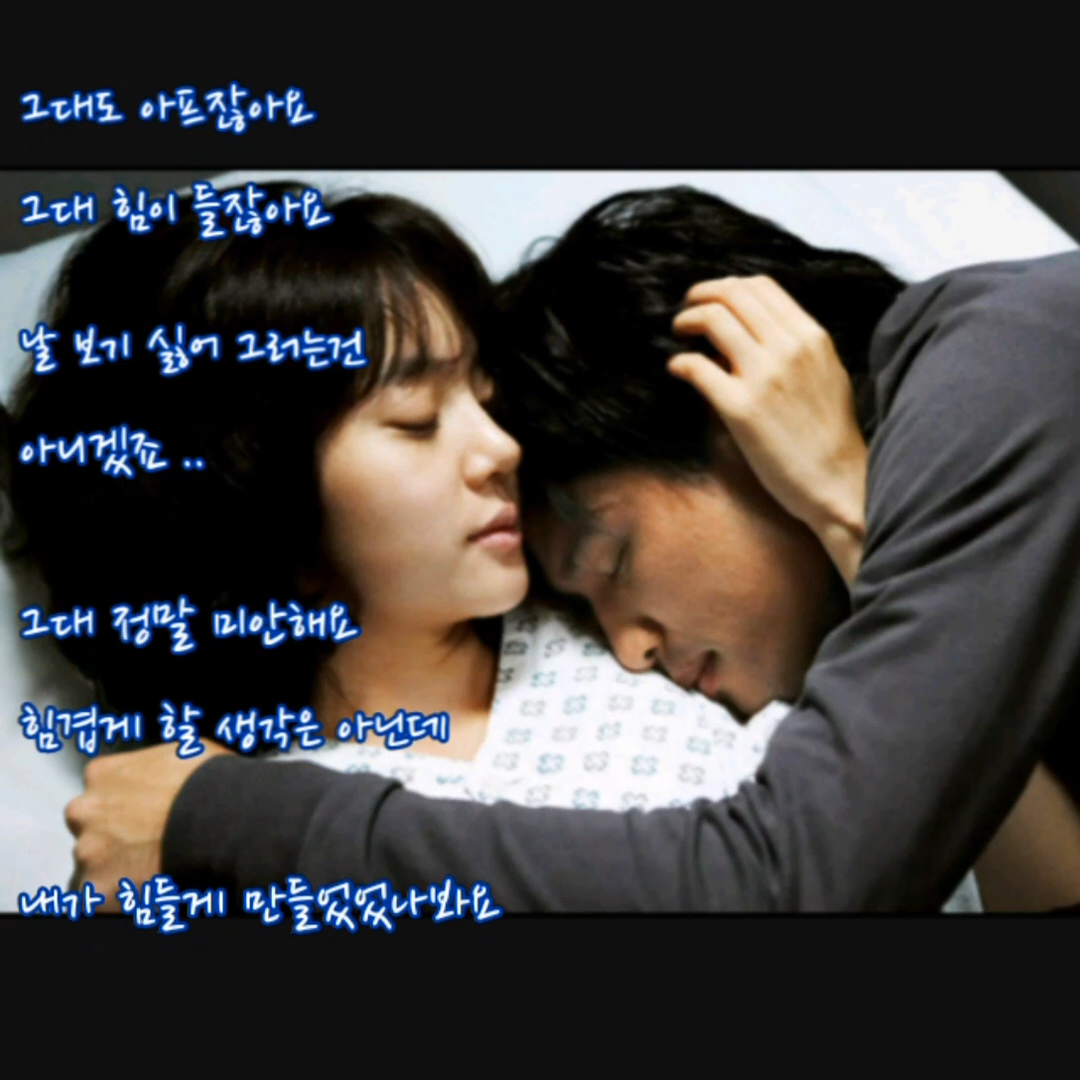 그대도 아프잖아요
그대 힘이 들잖아요
날 보기 싫어 그러는건
아니겠죠 ..
그대 정말 미안해요
힘겹게 할 생각은 아닌데
내가 힘들게 만들었었나봐요